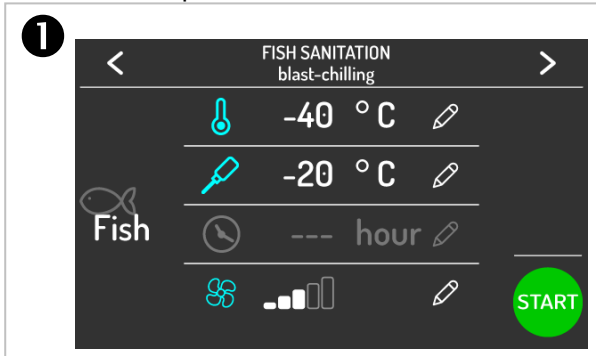 1
FISH SANITATION
blast-chilling
-40 °C
-20 °C
Fish
--- hour
START